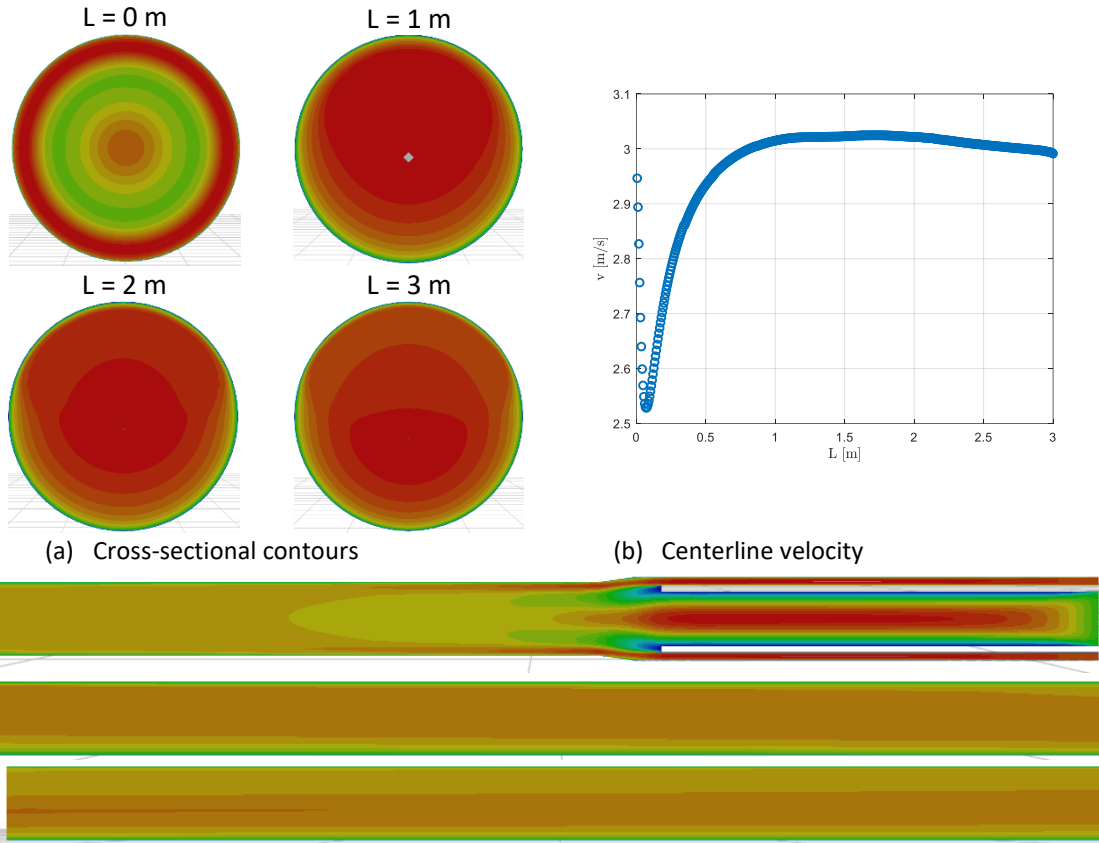 L = 0 m
L = 1 m
L = 2 m
L = 3 m
3.1
3
2.9
2.8
2.7
2.6
2.5
v [m/s]
0
0.5
1
1.5
2
2.5
3
L [m]
(a) Cross-sectional contours
(b) Centerline velocity